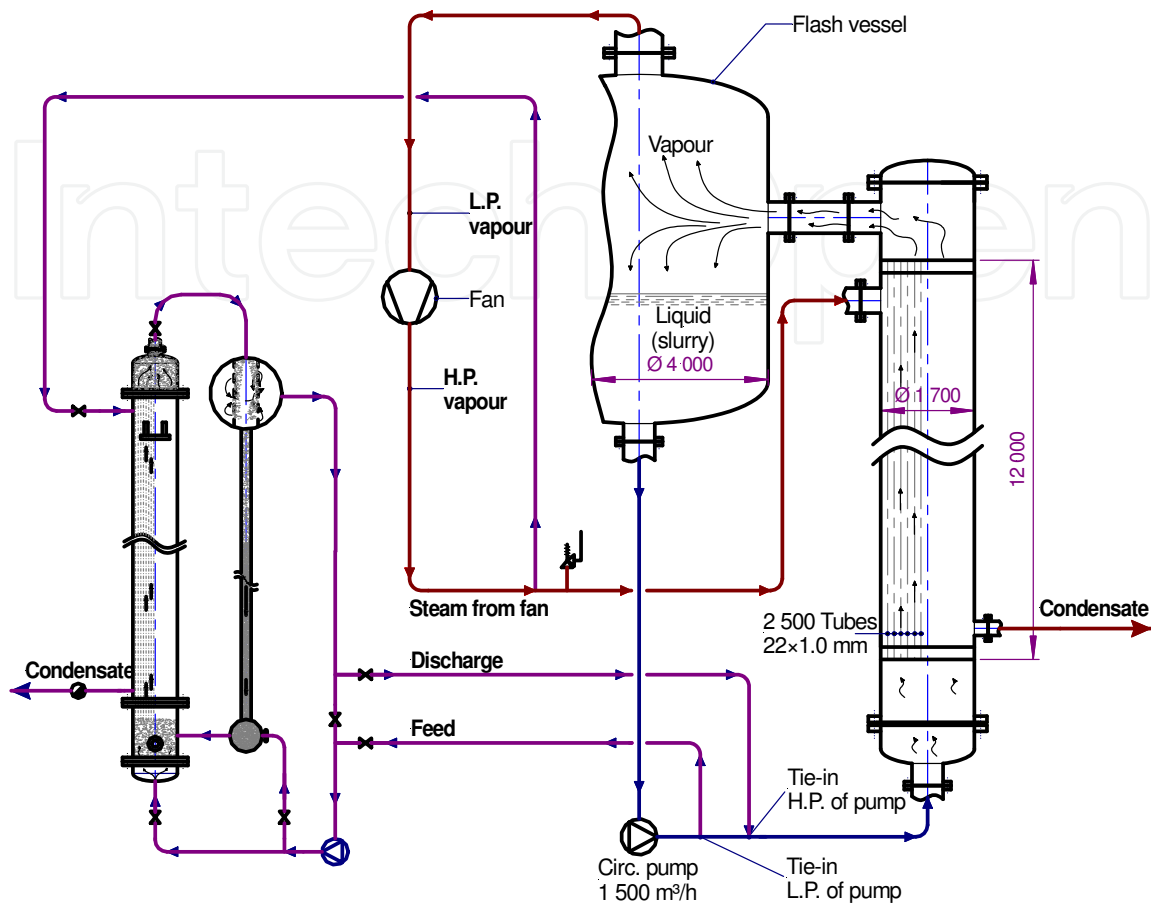 Flash vessel
Vapour
L.P.
vapour
Fan
H.P.
vapour
Liquid
(slurry)
Ø 4 000
Ø 1 700
12 000
Steam from fan
2 500 Tubes
22×1.0 mm
Condensate
Condensate
Discharge
Feed
Tie-in
H.P. of pump
Circ. pump
1 500 m³/h
Tie-in
L.P. of pump
IntechOpen